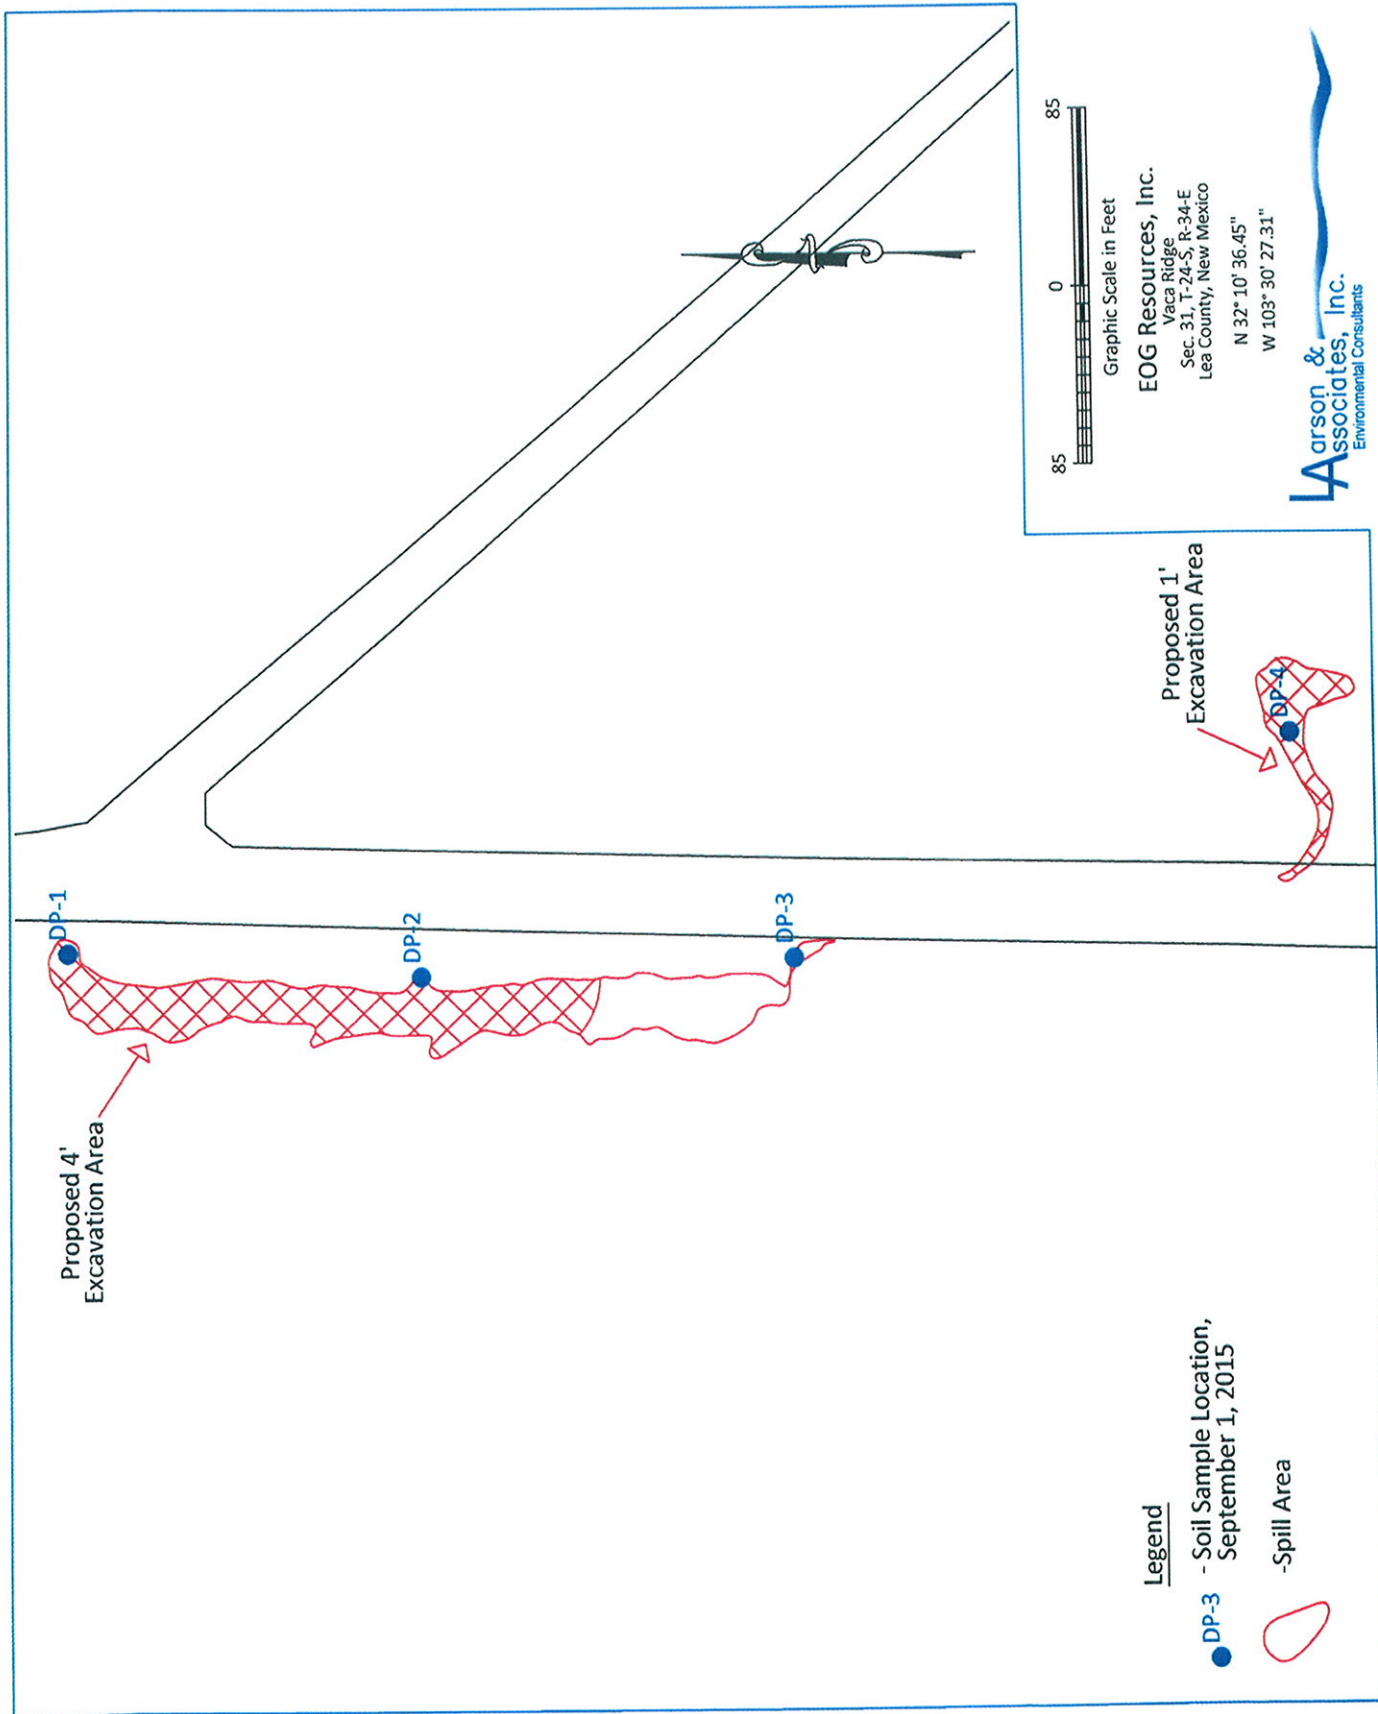 Proposed 4'
Excavation Area
DP-1
DP-2
DP-3
Proposed 1'
Excavation Area
DP-4
Legend
DP-3 - Soil Sample Location,
September 1, 2015
-Spill Area
85 0 85
Graphic Scale in Feet
EOG Resources, Inc.
Vaca Ridge
Sec. 31, T-24-S, R-34-E
Lea County, New Mexico
N 32° 10' 36.45"
W 103° 30' 27.31"
Larson &
Associates, Inc.
Environmental Consultants